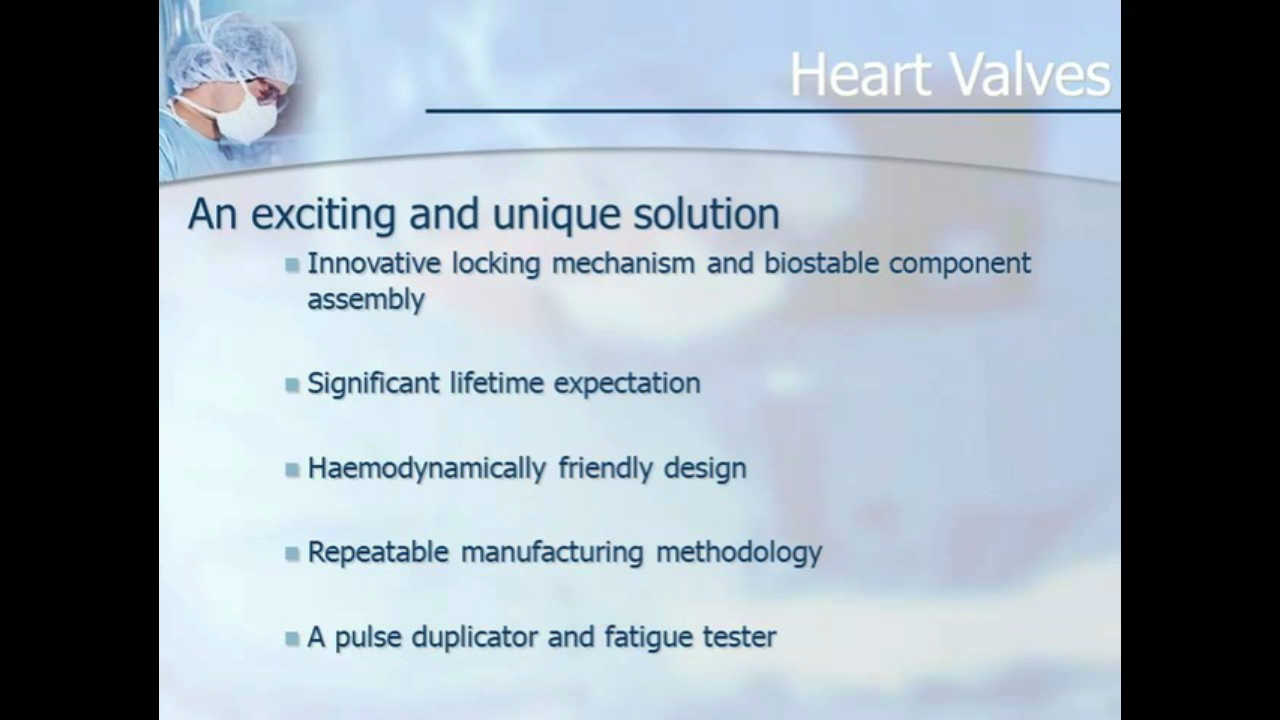 Heart Valves
An exciting and unique solution
Innovative locking mechanism and biostable component
assembly
Significant lifetime expectation
Haemodynamically friendly design
Repeatable manufacturing methodology
A pulse duplicator and fatigue tester